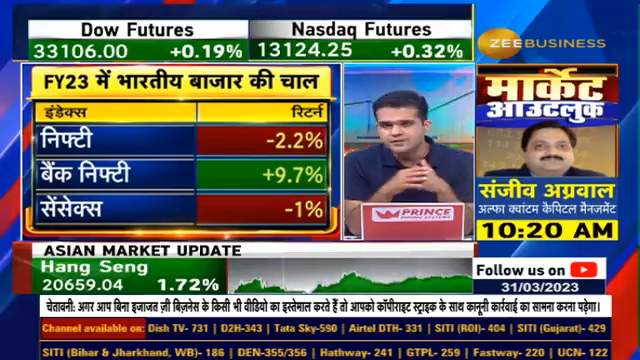 Dow Futures
33106.00 +0.19%
Nasdaq Futures
13124.25 +0.32%
ZEE BUSINESS
FY23 में भारतीय बाजार की चाल
इंडेक्स रिटर्न
निफ्टी -2.2%
बैंक निफ्टी +9.7%
सेंसेक्स -1%
PRINCE
मार्केट
आउटलुक
संजीव अग्रवाल
अल्फा क्वांटम कैपिटल मैनजमेंट
10:20 AM
ASIAN MARKET UPDATE
Hang Seng
20659.04 1.72%
Follow us on
31/03/2023
चेतावनी: अगर आप बिना इजाजत ज़ी बिज़नेस के किसी भी वीडियो का इस्तेमाल करते हैं तो आपको कॉपीराइट स्ट्राइक के साथ कानूनी कार्रवाई का सामना करना पड़ेगा।
Channel available on: Dish TV- 731 | D2H-343 | Tata Sky-590 | Airtel DTH- 331 | SITI (ROI) - 404 | SITI (Gujarat) - 429
SITI (Bihar & Jharkhand, WB) - 186 | DEN-355/356 | Hathway- 241 | GTPL- 259 | Fastway- 220 | UCN- 122